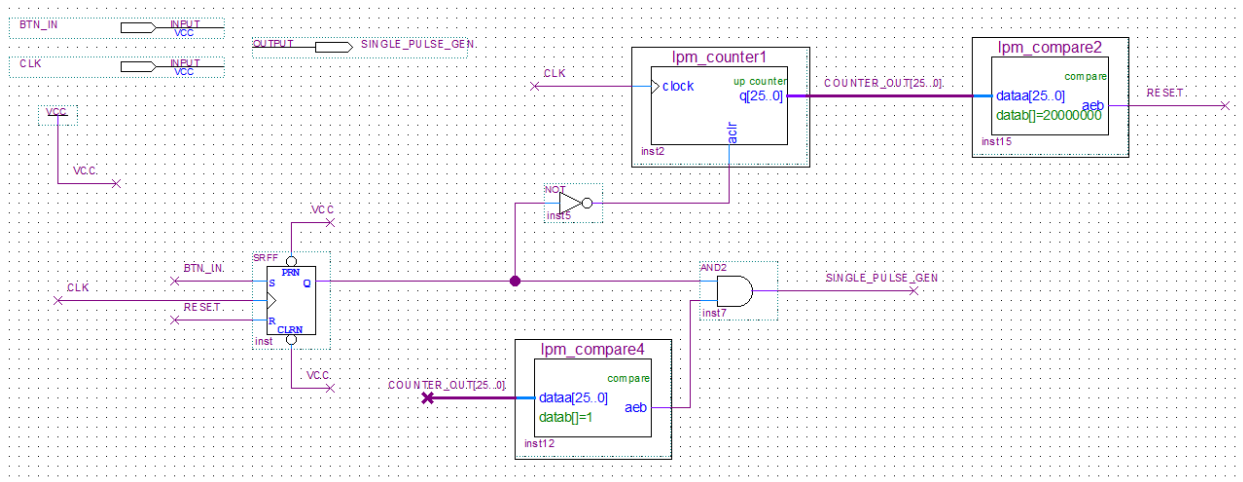 BTN_IN
INPUT
VCC
OUTPUT
SINGLE_PULSE_GEN
CLK
INPUT
VCC
VCC
VCC
lpm_counter1
CLK
clock
up counter
q[25..0]
aclr
inst2
COUNTER_OUT[25..0]
lpm_compare2
compare
dataa[25..0]
aeb
datab[]=20000000
inst15
RESET
NOT
inst5
VCC
SRFF
PRN
BTN_IN
S
Q
CLK
RESET
R
CLRN
inst
VCC
AND2
inst7
SINGLE_PULSE_GEN
lpm_compare4
compare
COUNTER_OUT[25..0]
dataa[25..0]
aeb
datab[]=1
inst12